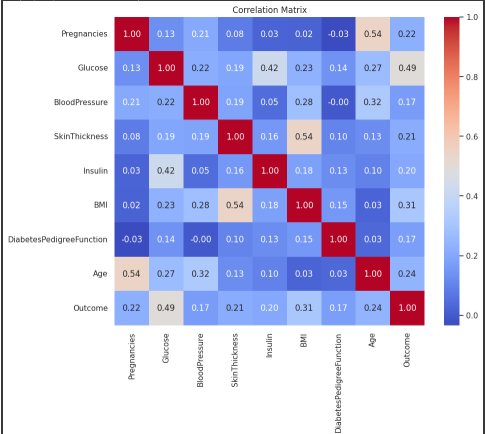 Correlation Matrix
Pregnancies 1.00 0.13 0.21 0.08 0.03 0.02 -0.03 0.54 0.22
Glucose 0.13 1.00 0.22 0.19 0.42 0.23 0.14 0.27 0.49
BloodPressure 0.21 0.22 1.00 0.19 0.05 0.28 -0.00 0.32 0.17
SkinThickness 0.08 0.19 0.19 1.00 0.16 0.54 0.10 0.13 0.21
Insulin 0.03 0.42 0.05 0.16 1.00 0.18 0.13 0.10 0.20
BMI 0.02 0.23 0.28 0.54 0.18 1.00 0.15 0.03 0.31
DiabetesPedigreeFunction -0.03 0.14 -0.00 0.10 0.13 0.15 1.00 0.03 0.17
Age 0.54 0.27 0.32 0.13 0.10 0.03 0.03 1.00 0.24
Outcome 0.22 0.49 0.17 0.21 0.20 0.31 0.17 0.24 1.00
Pregnancies
Glucose
BloodPressure
SkinThickness
Insulin
BMI
DiabetesPedigreeFunction
Age
Outcome
1.0
0.8
0.6
0.4
0.2
0.0